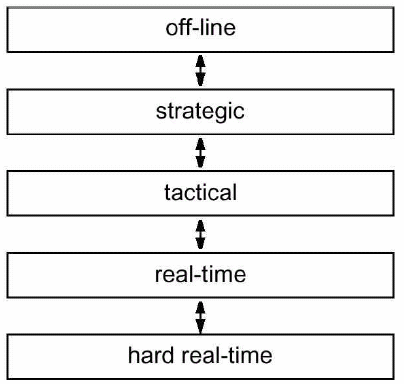 off-line
strategic
tactical
real-time
hard real-time